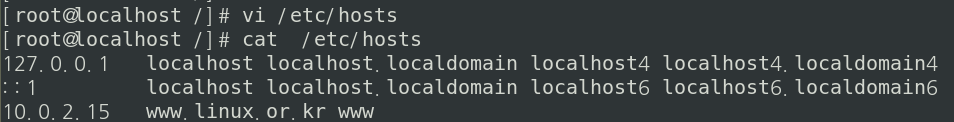 [root@localhost /]# vi /etc/hosts
[root@localhost /]# cat  /etc/hosts
127.0.0.1   localhost localhost.localdomain localhost4 localhost4.localdomain4
::1         localhost localhost.localdomain localhost6 localhost6.localdomain6
10.0.2.15   www.linux.or.kr www